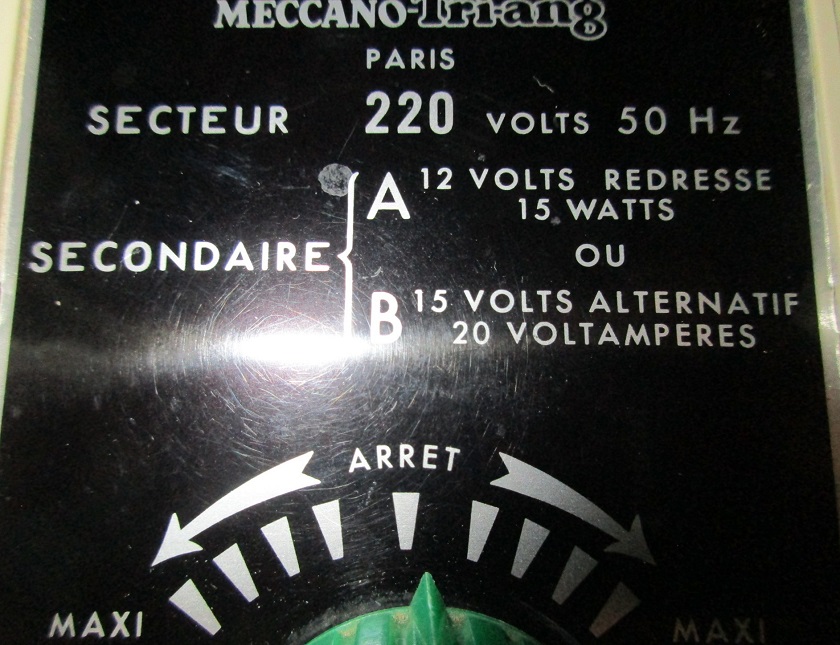 MECCANO-Tri-ang
PARIS
SECTEUR 220 VOLTS 50 Hz
SECONDAIRE
A 12 VOLTS REDRESSE
15 WATTS
OU
B 15 VOLTS ALTERNATIF
20 VOLTAMPERES
ARRET
MAXI MAXI